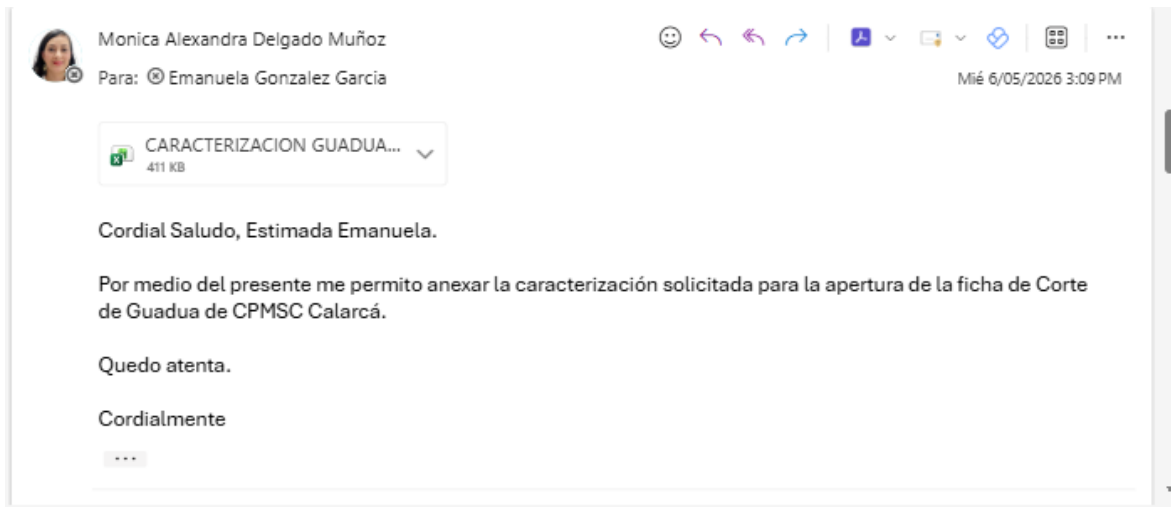 Monica Alexandra Delgado Muñoz
Para: Emanuela Gonzalez Garcia
Mié 6/05/2026 3:09 PM
CARACTERIZACION GUADUA...
411 KB
Cordial Saludo, Estimada Emanuela.
Por medio del presente me permito anexar la caracterización solicitada para la apertura de la ficha de Corte
de Guadua de CPMSC Calarcá.
Quedo atenta.
Cordialmente
...